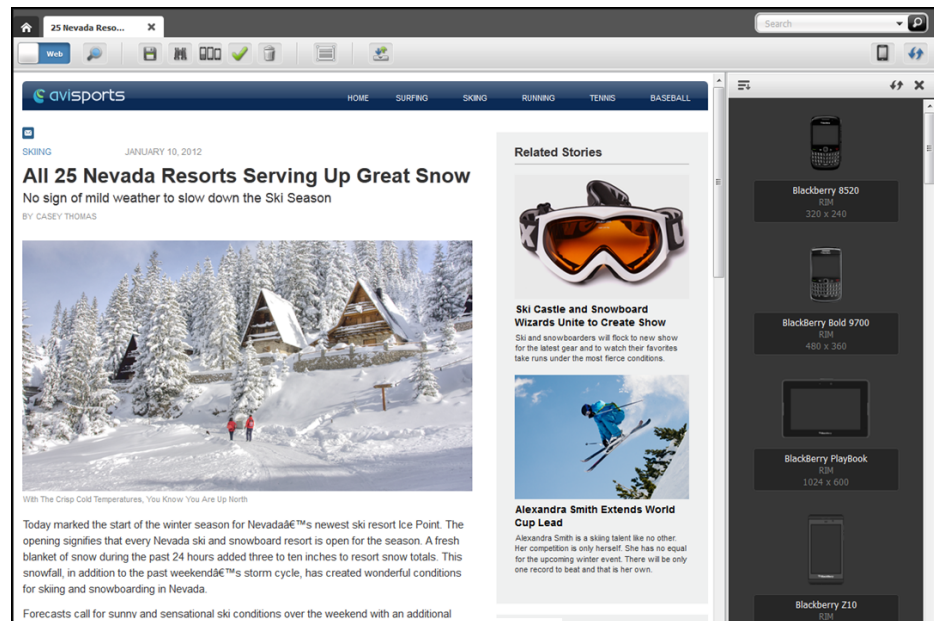 25 Nevada Reso...
Search
Web
avisports
HOME SURFING SKIING RUNNING TENNIS BASEBALL
SKIING JANUARY 10, 2012
All 25 Nevada Resorts Serving Up Great Snow
No sign of mild weather to slow down the Ski Season
BY CASEY THOMAS
With The Crisp Cold Temperatures, You Know You Are Up North
Today marked the start of the winter season for Nevadaâ€™s newest ski resort Ice Point. The
opening signifies that every Nevada ski and snowboard resort is open for the season. A fresh
blanket of snow during the past 24 hours added three to ten inches to resort snow totals. This
snowfall, in addition to the past weekendâ€™s storm cycle, has created wonderful conditions
for skiing and snowboarding in Nevada.
Forecasts call for sunny and sensational ski conditions over the weekend with an additional
Related Stories
Ski Castle and Snowboard
Wizards Unite to Create Show
Ski and snowboarders will flock to new show
for the latest gear and to watch their favorites
take runs under the most fierce conditions.
Alexandra Smith Extends World
Cup Lead
Alexandra Smith is a skiing talent like no other.
Her competition is only herself. She has no equal
for the upcoming winter event. There will be only
one record to beat and that is her own.
Blackberry 8520
RIM
320 x 240
BlackBerry Bold 9700
RIM
480 x 360
BlackBerry PlayBook
RIM
1024 x 600
Blackberry Z10
RIM